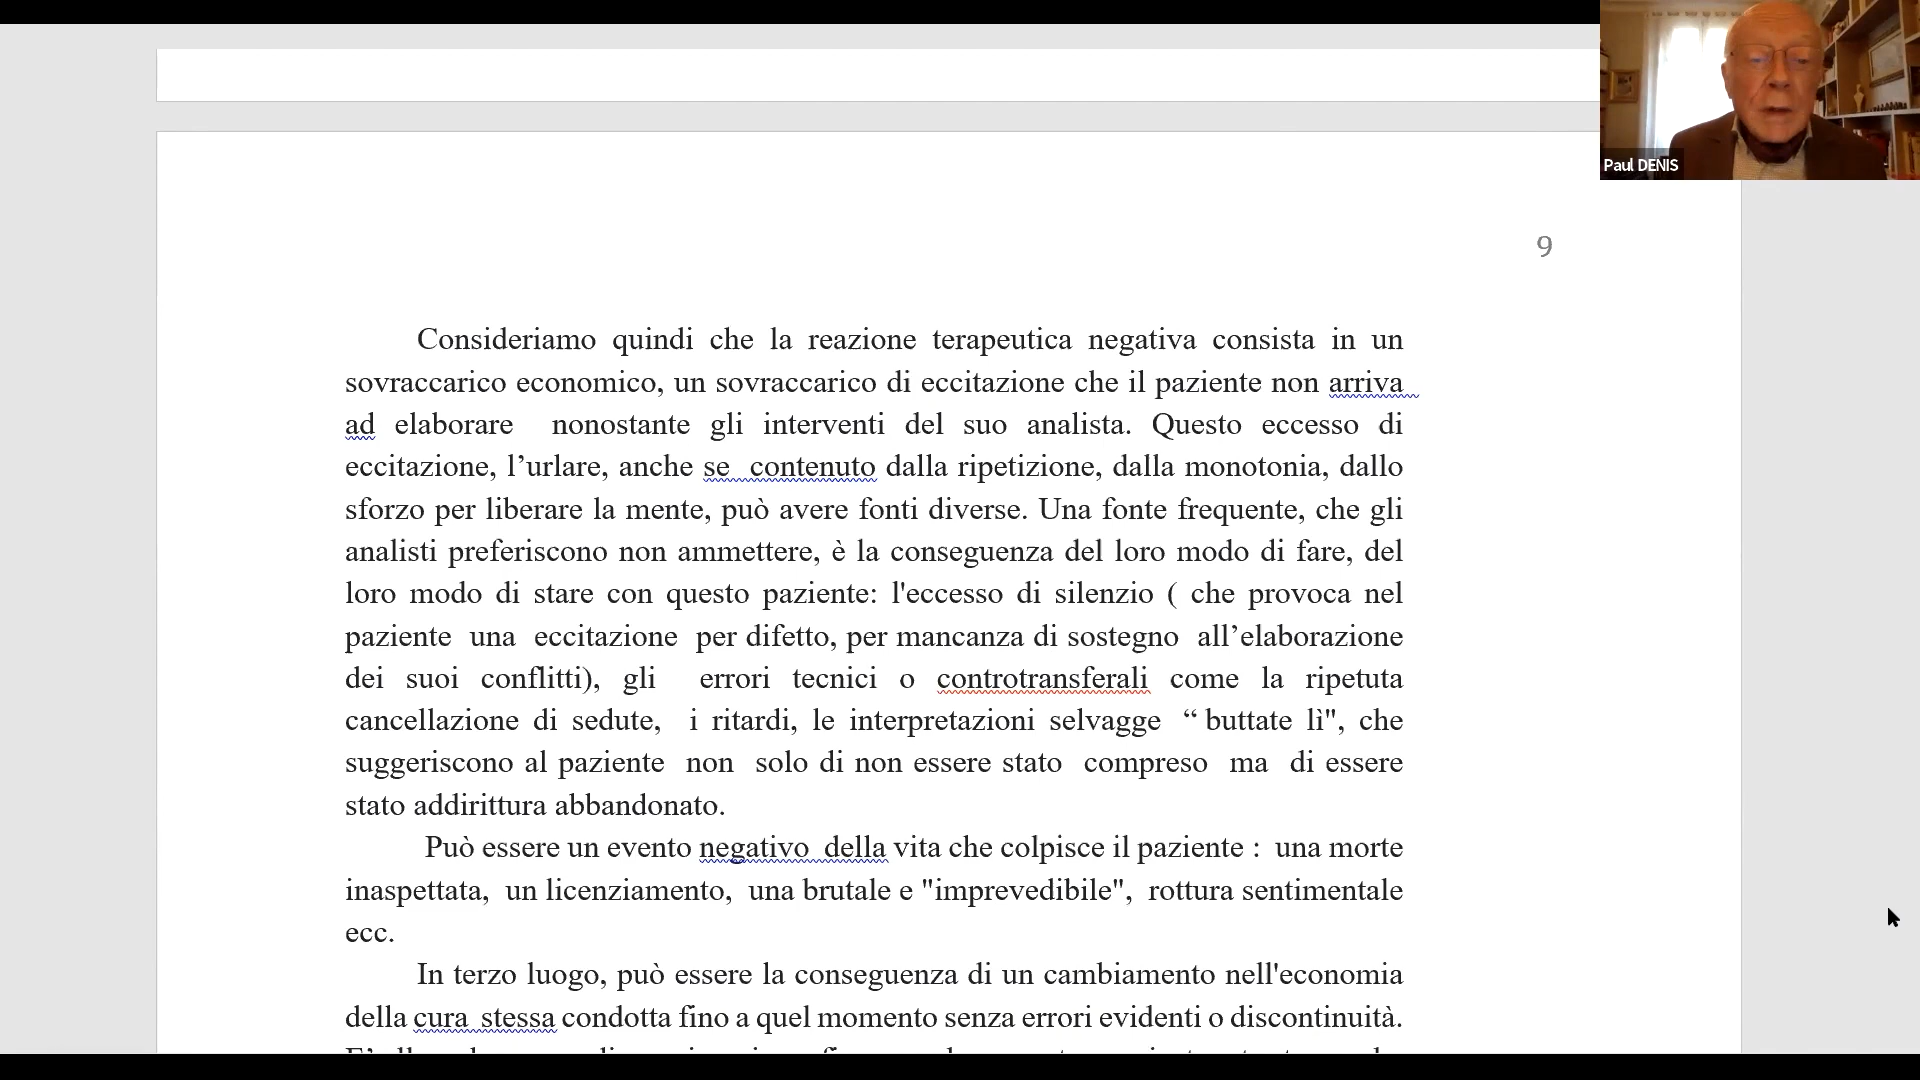 Paul DENIS
9
Consideriamo quindi che la reazione terapeutica negativa consista in un
sovraccarico economico, un sovraccarico di eccitazione che il paziente non arriva
ad elaborare nonostante gli interventi del suo analista. Questo eccesso di
eccitazione, l’urlare, anche se contenuto dalla ripetizione, dalla monotonia, dallo
sforzo per liberare la mente, può avere fonti diverse. Una fonte frequente, che gli
analisti preferiscono non ammettere, è la conseguenza del loro modo di fare, del
loro modo di stare con questo paziente: l'eccesso di silenzio ( che provoca nel
paziente una eccitazione per difetto, per mancanza di sostegno all’elaborazione
dei suoi conflitti), gli errori tecnici o controtransferali come la ripetuta
cancellazione di sedute, i ritardi, le interpretazioni selvagge “ buttate lì", che
suggeriscono al paziente non solo di non essere stato compreso ma di essere
stato addirittura abbandonato.
Può essere un evento negativo della vita che colpisce il paziente : una morte
inaspettata, un licenziamento, una brutale e "imprevedibile", rottura sentimentale
ecc.
In terzo luogo, può essere la conseguenza di un cambiamento nell'economia
della cura stessa condotta fino a quel momento senza errori evidenti o discontinuità.